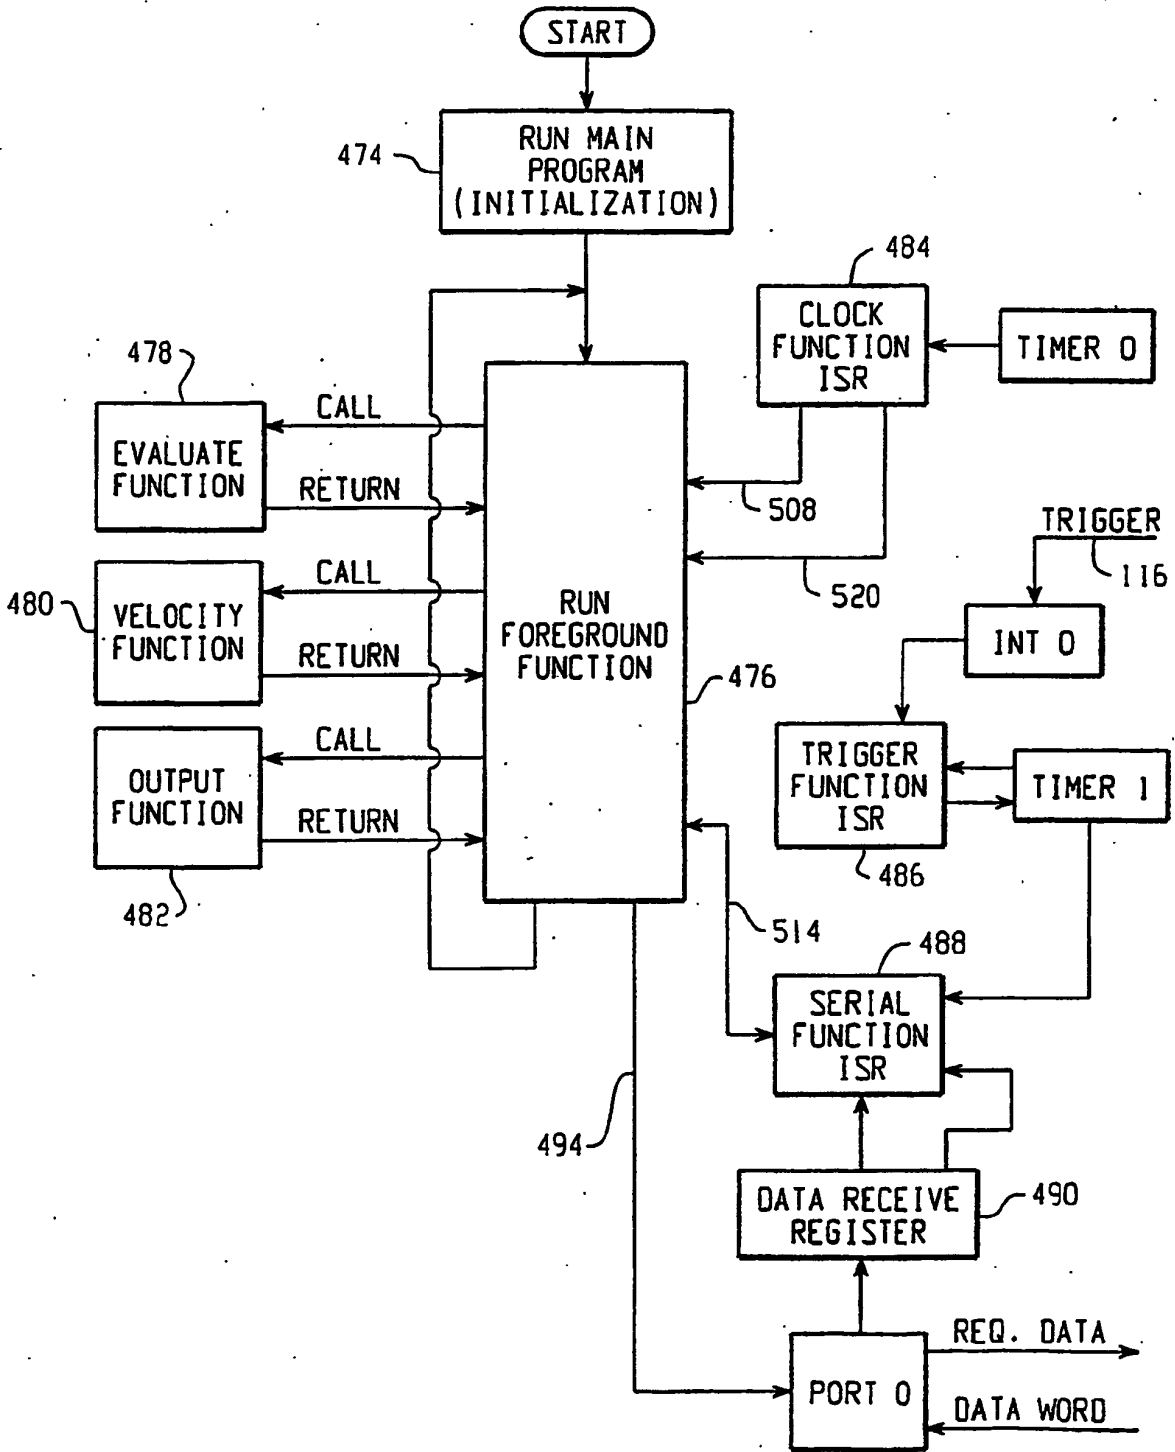 START
RUN MAIN
PROGRAM
(INITIALIZATION)
474
484
CLOCK
FUNCTION
ISR
TIMER 0
478
CALL
EVALUATE
FUNCTION
RETURN
508
520
TRIGGER
116
480
CALL
VELOCITY
FUNCTION
RETURN
RUN
FOREGROUND
FUNCTION
476
INT 0
CALL
OUTPUT
FUNCTION
RETURN
482
TRIGGER
FUNCTION
ISR
TIMER 1
486
514
488
SERIAL
FUNCTION
ISR
494
DATA RECEIVE
REGISTER
490
PORT 0
REQ. DATA
DATA WORD